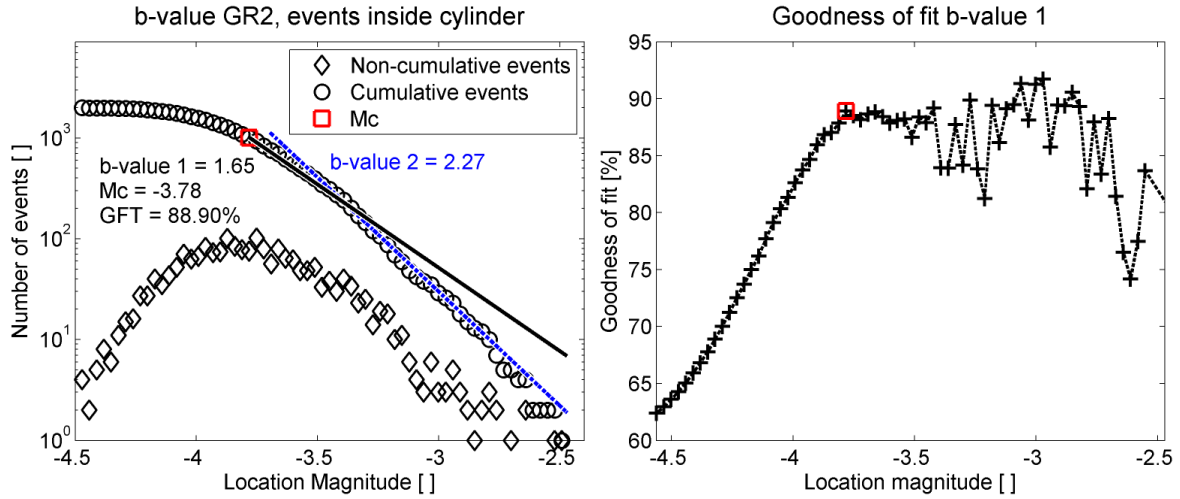 b-value GR2, events inside cylinder
Non-cumulative events
Cumulative events
Mc
b-value 1 = 1.65
Mc = -3.78
GFT = 88.90%
b-value 2 = 2.27
Number of events [ ]
10^3
10^2
10^1
10^0
-4.5
-4
-3.5
-3
-2.5
Location Magnitude [ ]
Goodness of fit b-value 1
Goodness of fit [%]
95
90
85
80
75
70
65
60
-4.5
-4
-3.5
-3
-2.5
Location magnitude [ ]